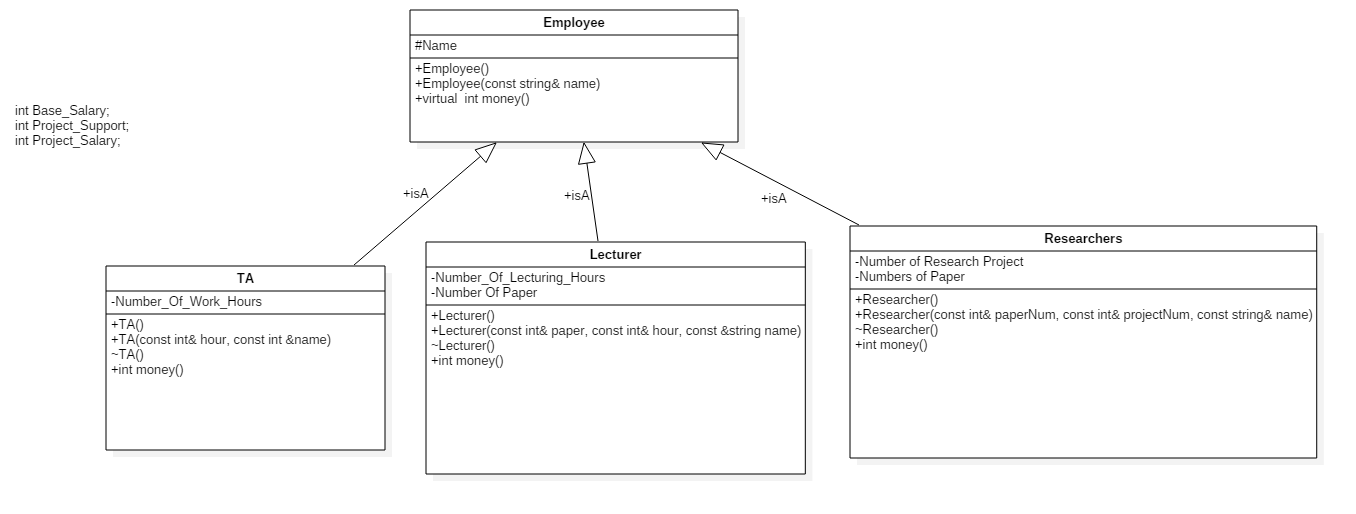 Employee
#Name
+Employee()
+Employee(const string& name)
+virtual  int money()
int Base_Salary;
int Project_Support;
int Project_Salary;
+isA
+isA
+isA
TA
-Number_Of_Work_Hours
+TA()
+TA(const int& hour, const int &name)
~TA()
+int money()
Lecturer
-Number_Of_Lecturing_Hours
-Number Of Paper
+Lecturer()
+Lecturer(const int& paper, const int& hour, const &string name)
~Lecturer()
+int money()
Researchers
-Number of Research Project
-Numbers of Paper
+Researcher()
+Researcher(const int& paperNum, const int& projectNum, const string& name)
~Researcher()
+int money()